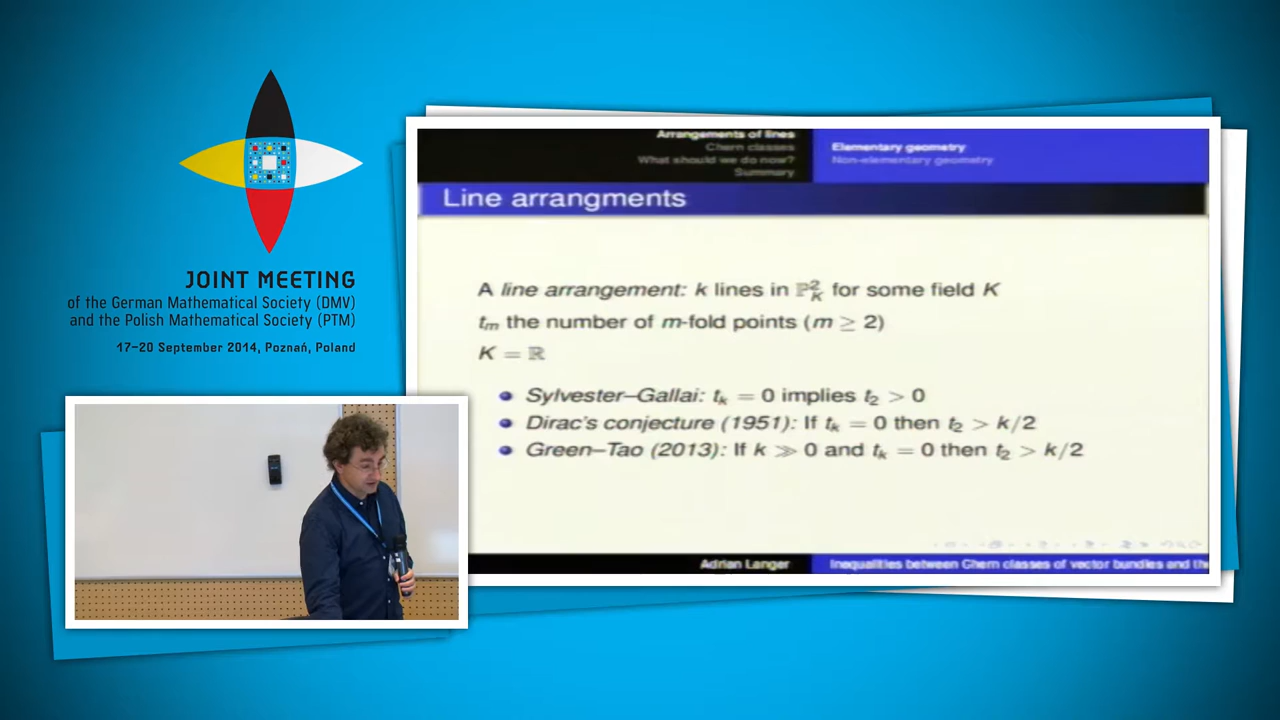 JOINT MEETING
of the German Mathematical Society (DMV)
and the Polish Mathematical Society (PTM)
17–20 September 2014, Poznań, Poland
Arrangements of lines
Chern classes
What should we do now?
Summary
Elementary geometry
Non-elementary geometry
Line arrangments
A line arrangement: k lines in ℙ²_K for some field K
t_m the number of m-fold points (m ≥ 2)
K = ℝ
Sylvester–Gallai: t_k = 0 implies t_2 > 0
Dirac's conjecture (1951): If t_k = 0 then t_2 > k/2
Green–Tao (2013): If k ≫ 0 and t_k = 0 then t_2 > k/2
Adrian Langer
Inequalities between Chern classes of vector bundles and th